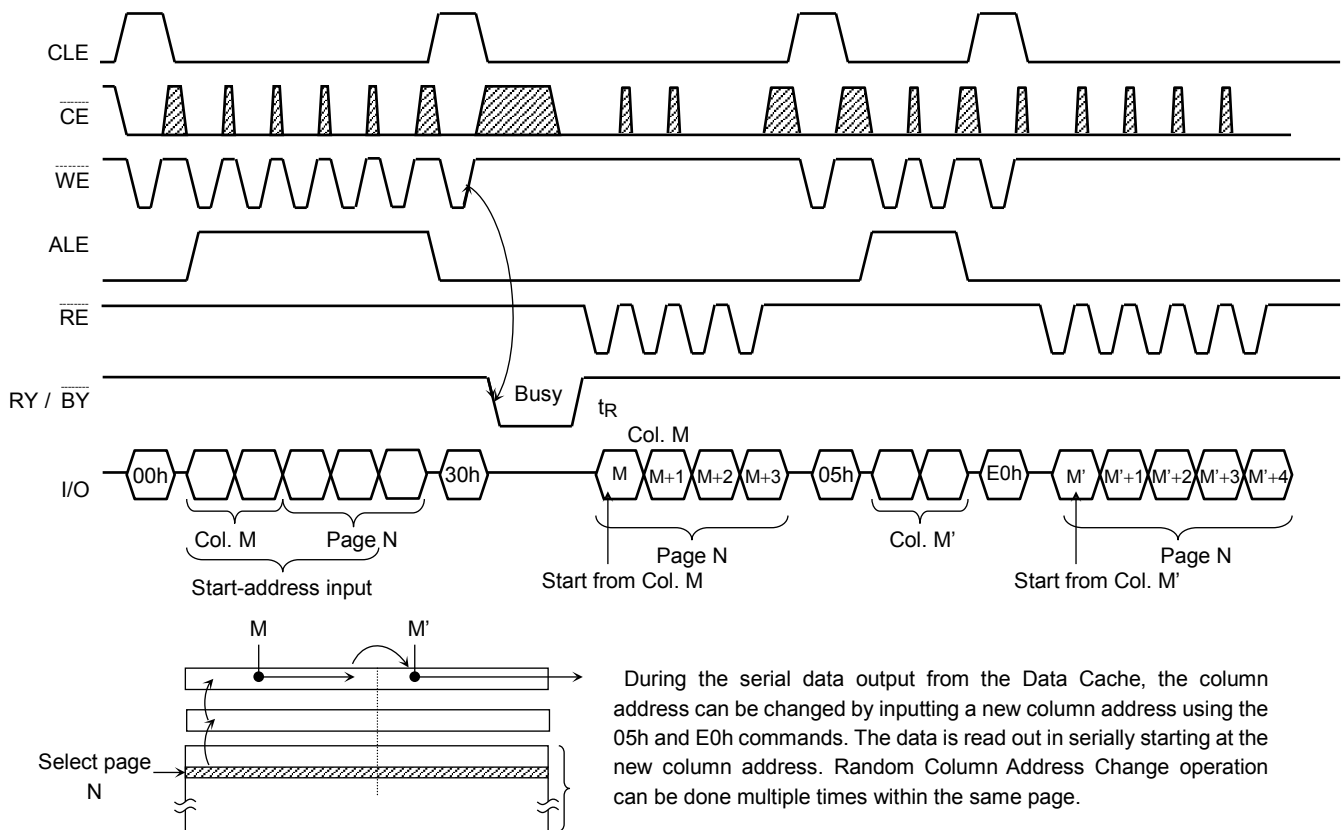 CLE
CE
WE
ALE
RE
RY / BY
Busy
tR
Col. M
I/O
00h
30h
M
M+1
M+2
M+3
05h
E0h
M'
M'+1
M'+2
M'+3
M'+4
Col. M
Page N
Start-address input
Page N
Start from Col. M
Col. M'
Page N
Start from Col. M'
M
M'
Select page
N
During the serial data output from the Data Cache, the column
address can be changed by inputting a new column address using the
05h and E0h commands. The data is read out in serially starting at the
new column address. Random Column Address Change operation
can be done multiple times within the same page.